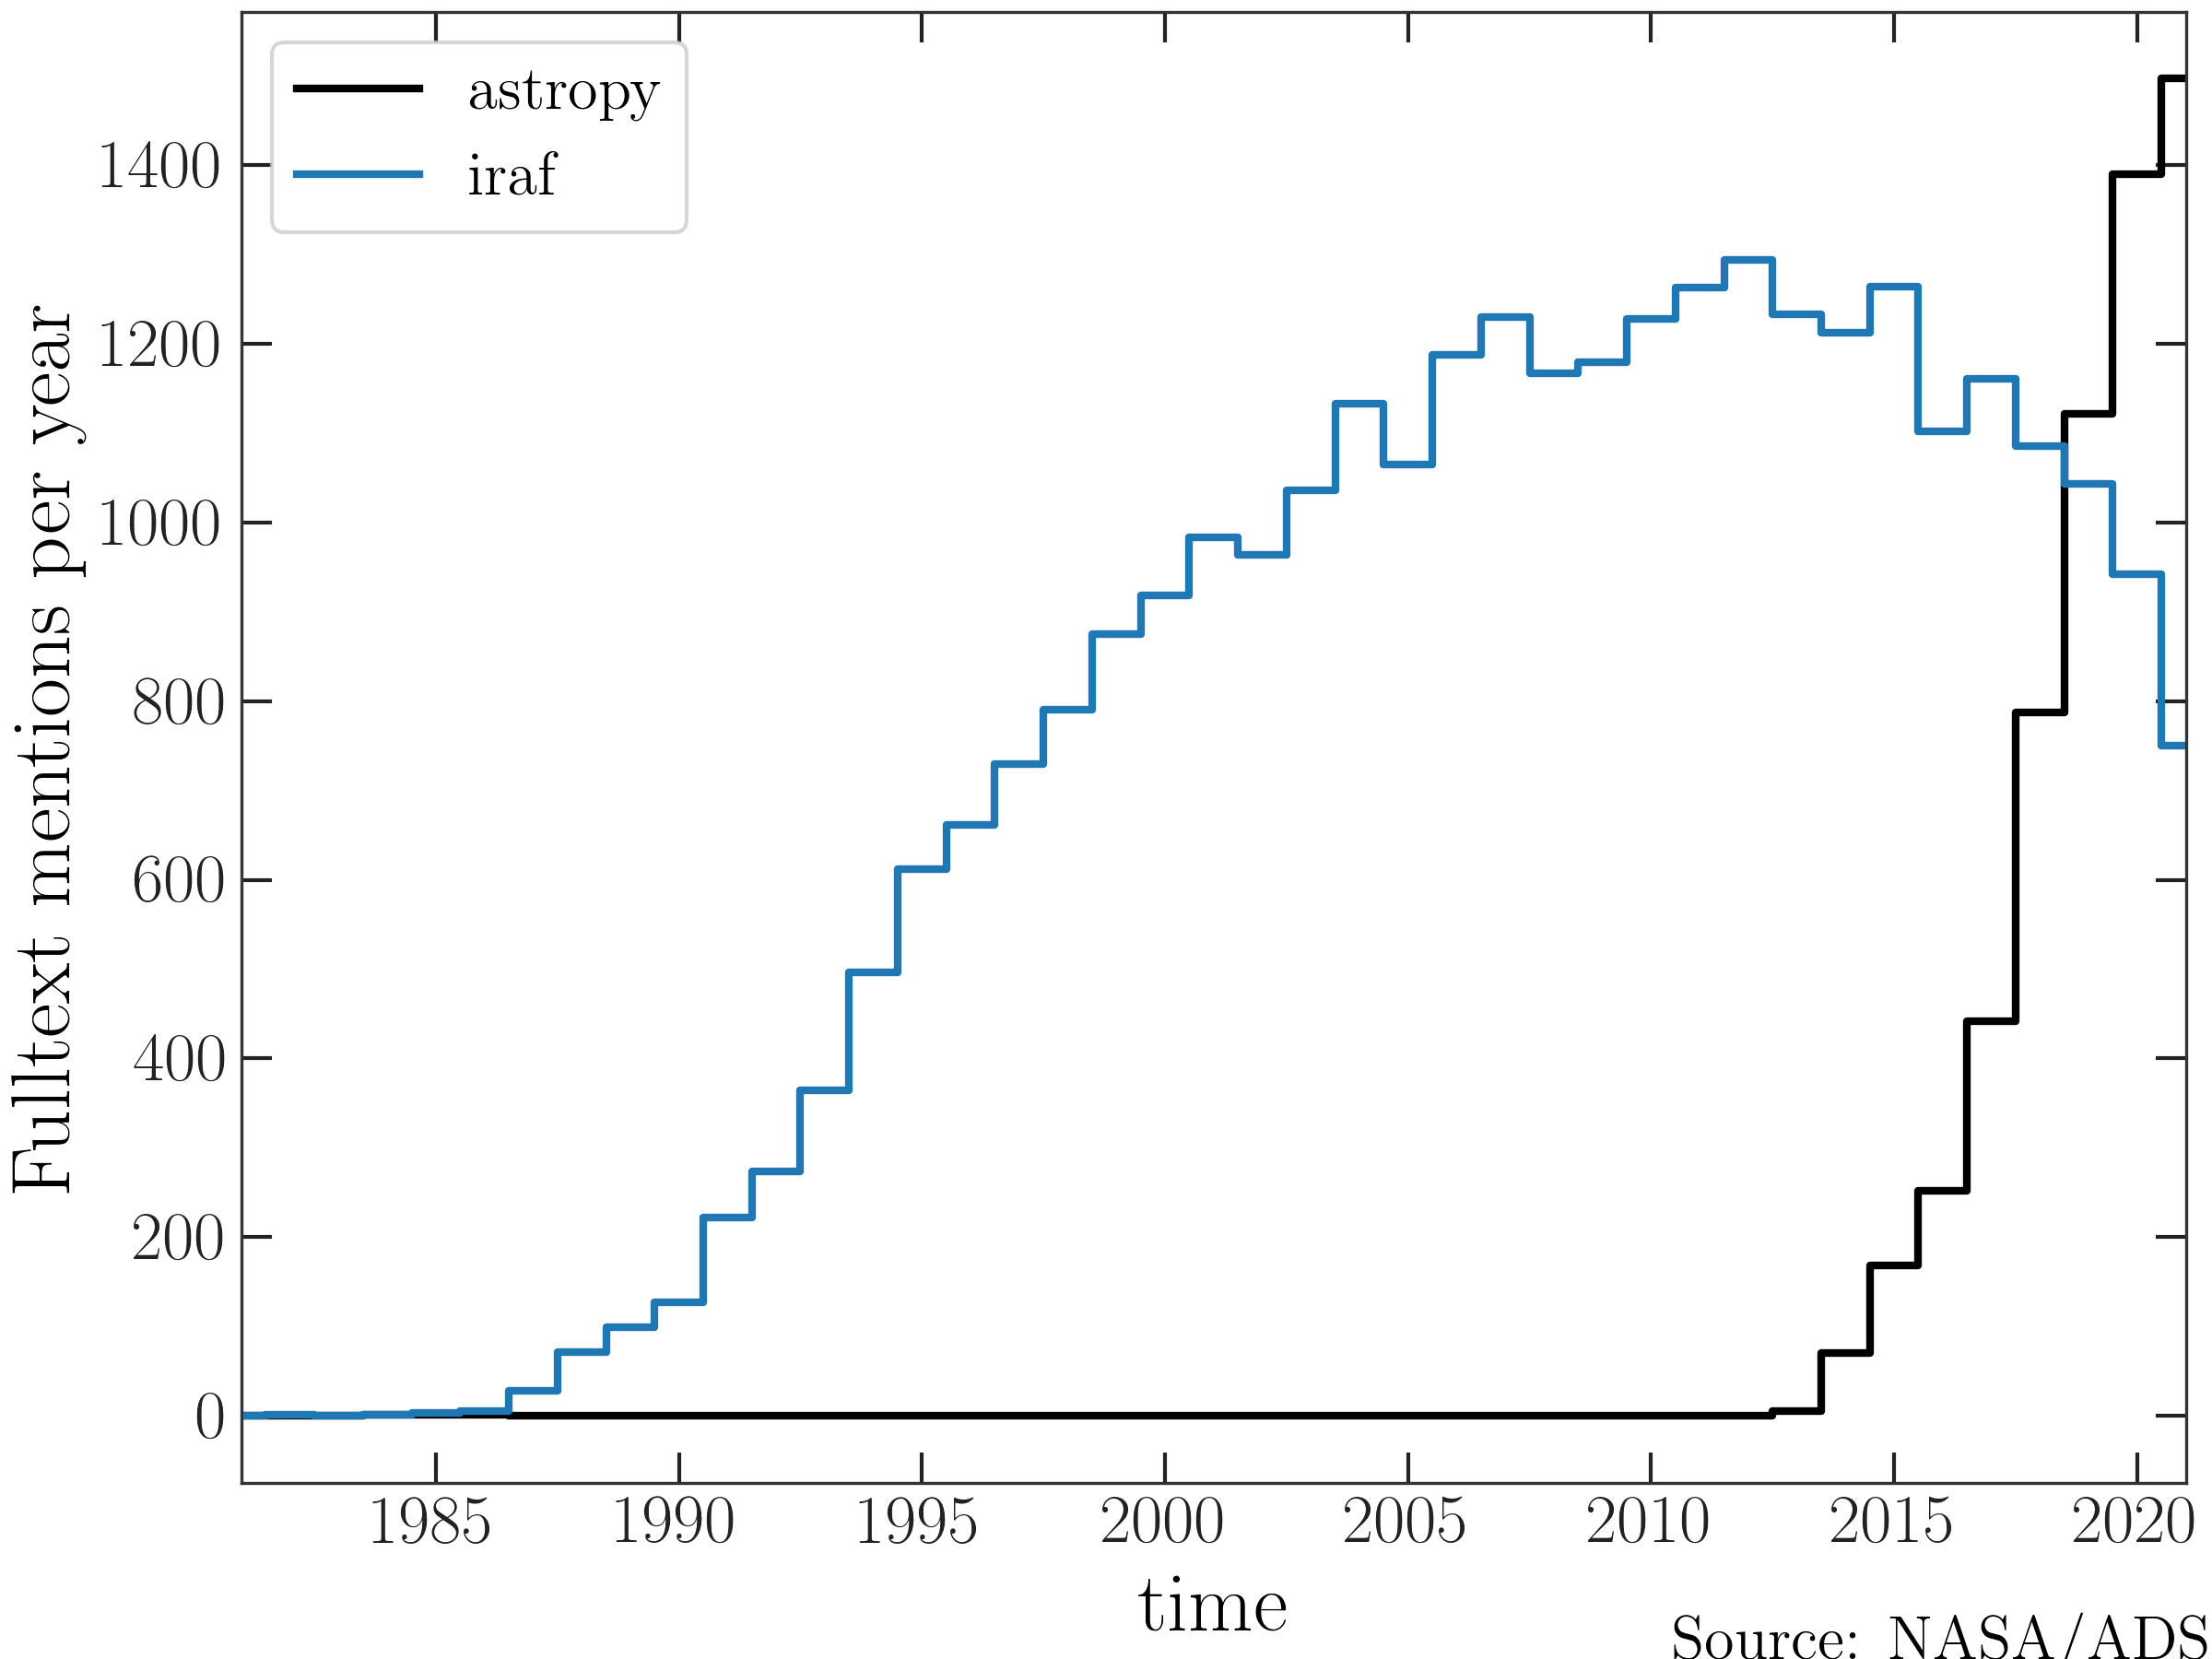 astropy
iraf
Fulltext mentions per year
1400
1200
1000
800
600
400
200
0
1985 1990 1995 2000 2005 2010 2015 2020
time
Source: NASA/ADS